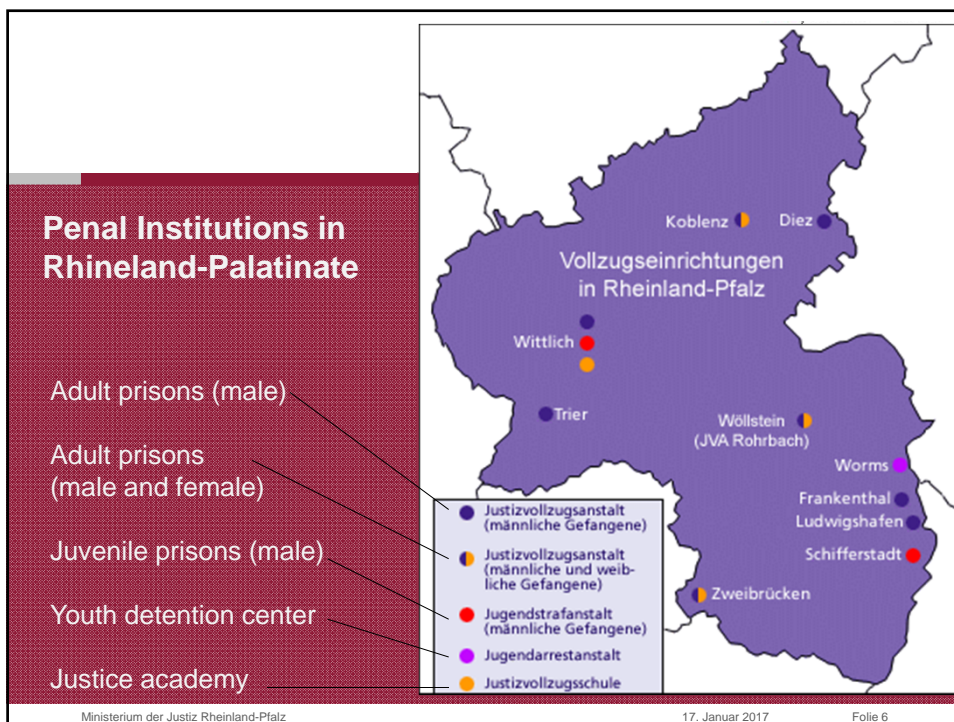 Penal Institutions in
Rhineland-Palatinate
Adult prisons (male)
Adult prisons
(male and female)
Juvenile prisons (male)
Youth detention center
Justice academy
Koblenz
Diez
Vollzugseinrichtungen
in Rheinland-Pfalz
Wittlich
Trier
Wöllstein
(JVA Rohrbach)
Worms
Frankenthal
Ludwigshafen
Schifferstadt
Zweibrücken
Justizvollzugsanstalt
(männliche Gefangene)
Justizvollzugsanstalt
(männliche und weib-
liche Gefangene)
Jugendstrafanstalt
(männliche Gefangene)
Jugendarrestanstalt
Justizvollzugsschule
Ministerium der Justiz Rheinland-Pfalz
17. Januar 2017
Folie 6